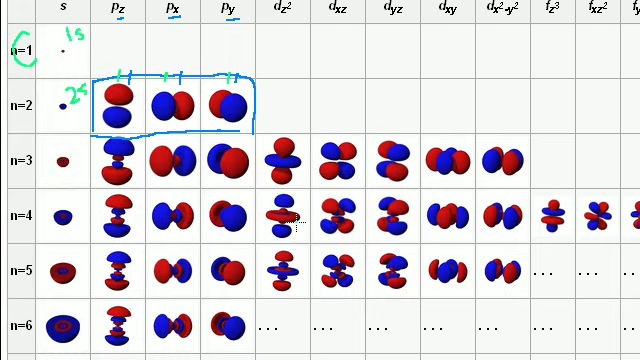 s pz px py dz² dxz dyz dxy dx²-y² fz³ fxz² fy
n=1 1s
n=2 2s
n=3
n=4
n=5 ... ...
n=6 ... ... ... ... ... ...